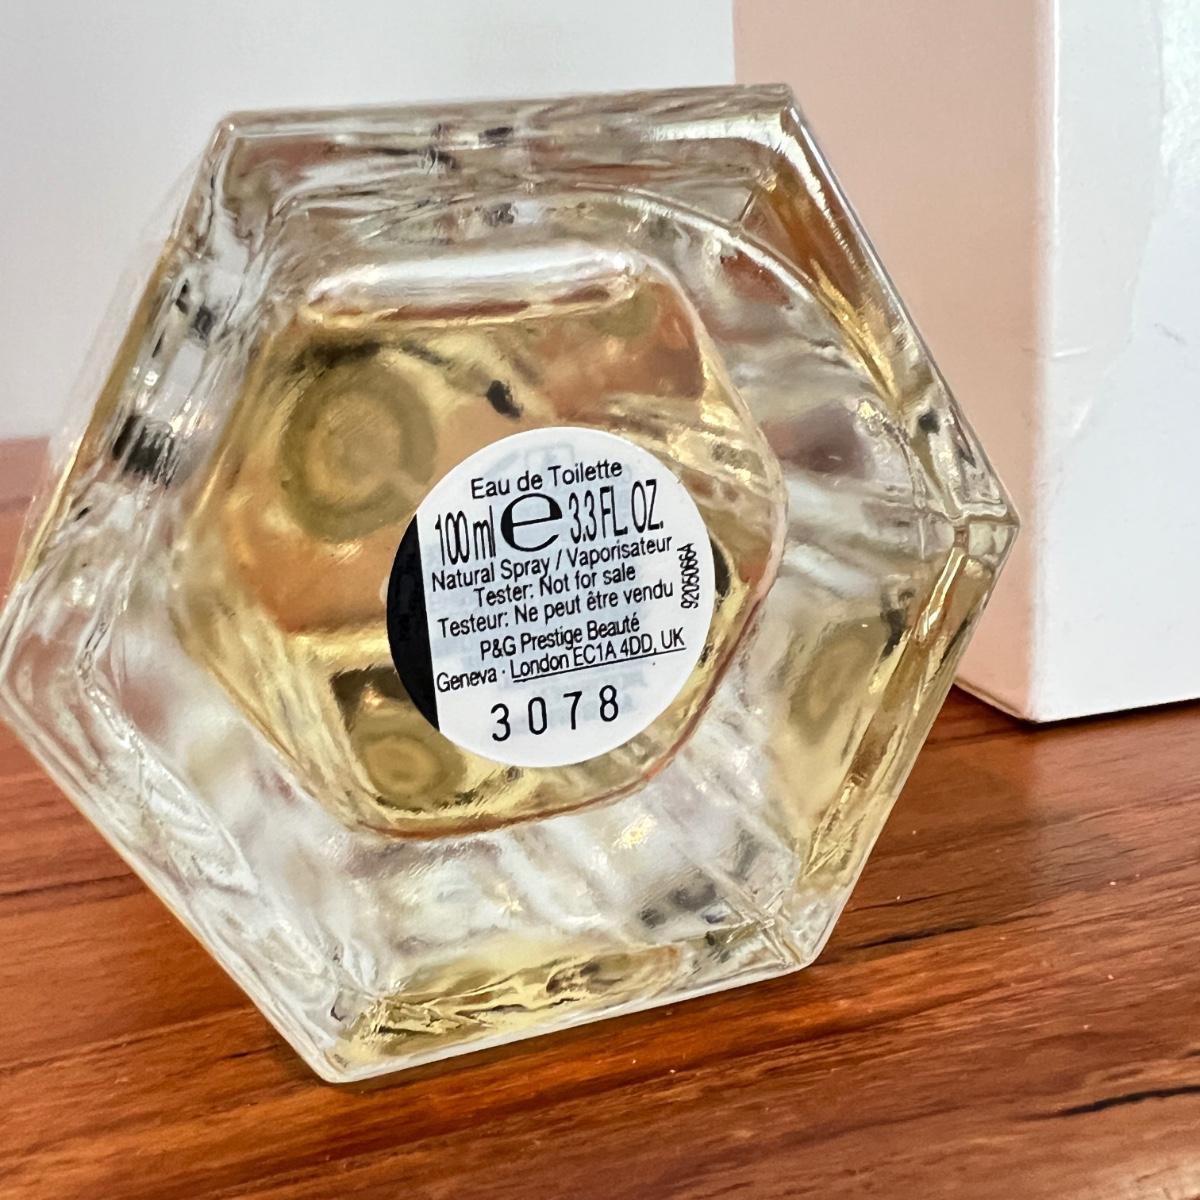 Eau de Toilette
100 ml e 3.3 FL. OZ.
Natural Spray / Vaporisateur
Tester: Not for sale
Testeur: Ne peut être vendu
P&G Prestige Beauté
Geneva · London EC1A 4DD, UK
92050664
3078